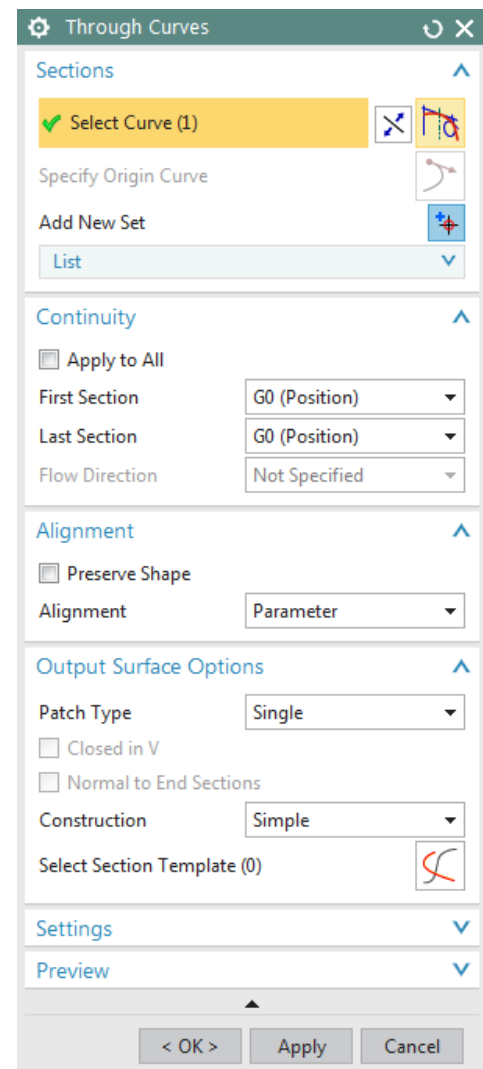 Through Curves
Sections
Select Curve (1)
Specify Origin Curve
Add New Set
List
Continuity
Apply to All
First Section G0 (Position)
Last Section G0 (Position)
Flow Direction Not Specified
Alignment
Preserve Shape
Alignment Parameter
Output Surface Options
Patch Type Single
Closed in V
Normal to End Sections
Construction Simple
Select Section Template (0)
Settings
Preview
< OK > Apply Cancel